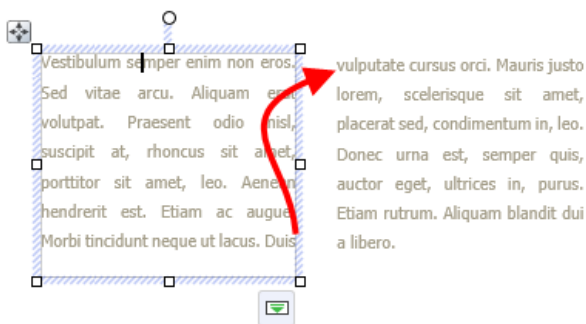 Vestibulum semper enim non eros.
Sed vitae arcu. Aliquam erat
volutpat. Praesent odio nisl,
suscipit at, rhoncus sit amet,
porttitor sit amet, leo. Aenean
hendrerit est. Etiam ac augue.
Morbi tincidunt neque ut lacus. Duis
vulputate cursus orci. Mauris justo
lorem, scelerisque sit amet,
placerat sed, condimentum in, leo.
Donec urna est, semper quis,
auctor eget, ultrices in, purus.
Etiam rutrum. Aliquam blandit dui
a libero.